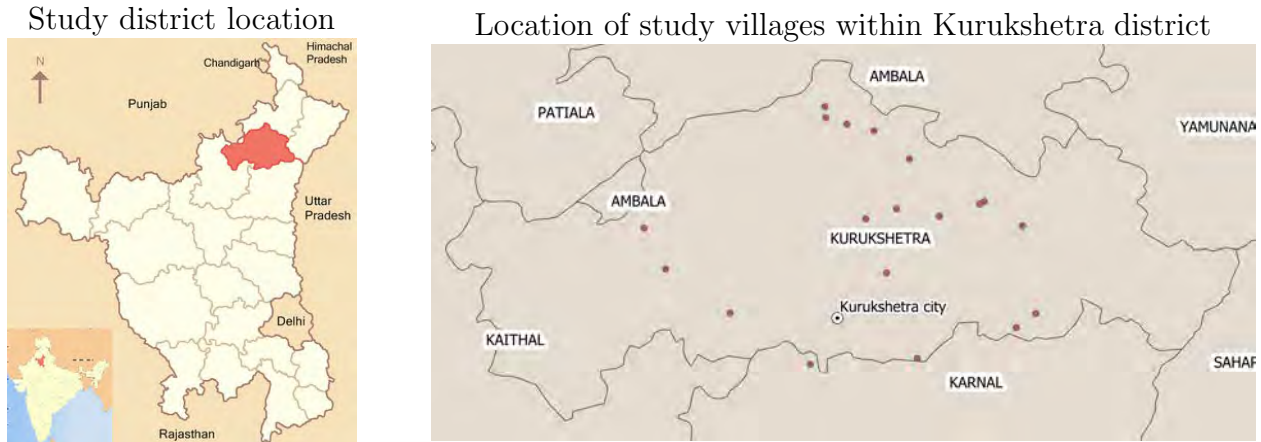 Study district location
Himachal
Pradesh
Chandigarh
N
Punjab
Uttar
Pradesh
Delhi
Rajasthan
Location of study villages within Kurukshetra district
AMBALA
PATIALA
YAMUNANA
AMBALA
KURUKSHETRA
Kurukshetra city
KAITHAL
SAHAR
KARNAL